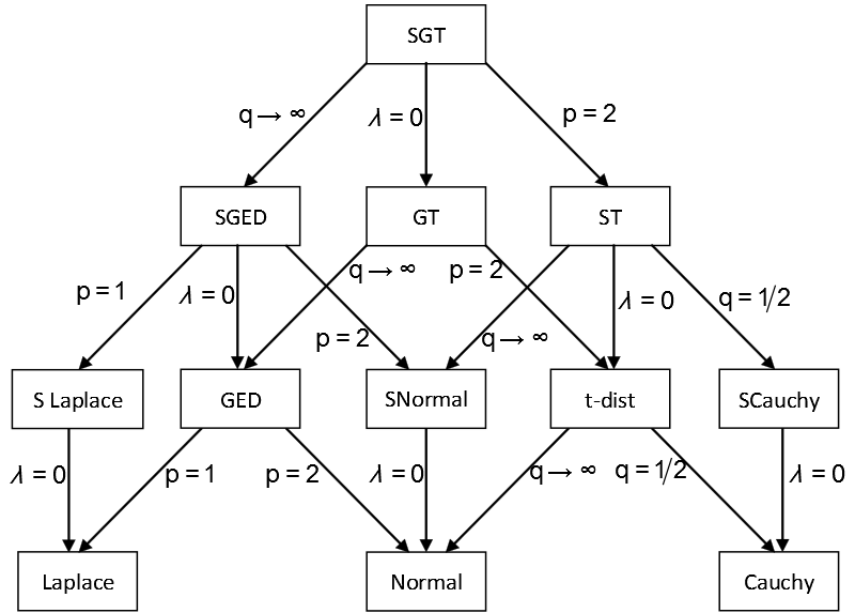 SGT
q → ∞
λ = 0
p = 2
SGED
GT
ST
p = 1
λ = 0
q → ∞
p = 2
λ = 0
q = 1/2
p = 2
q → ∞
S Laplace
GED
SNormal
t-dist
SCauchy
λ = 0
p = 1
p = 2
λ = 0
q → ∞
q = 1/2
λ = 0
Laplace
Normal
Cauchy